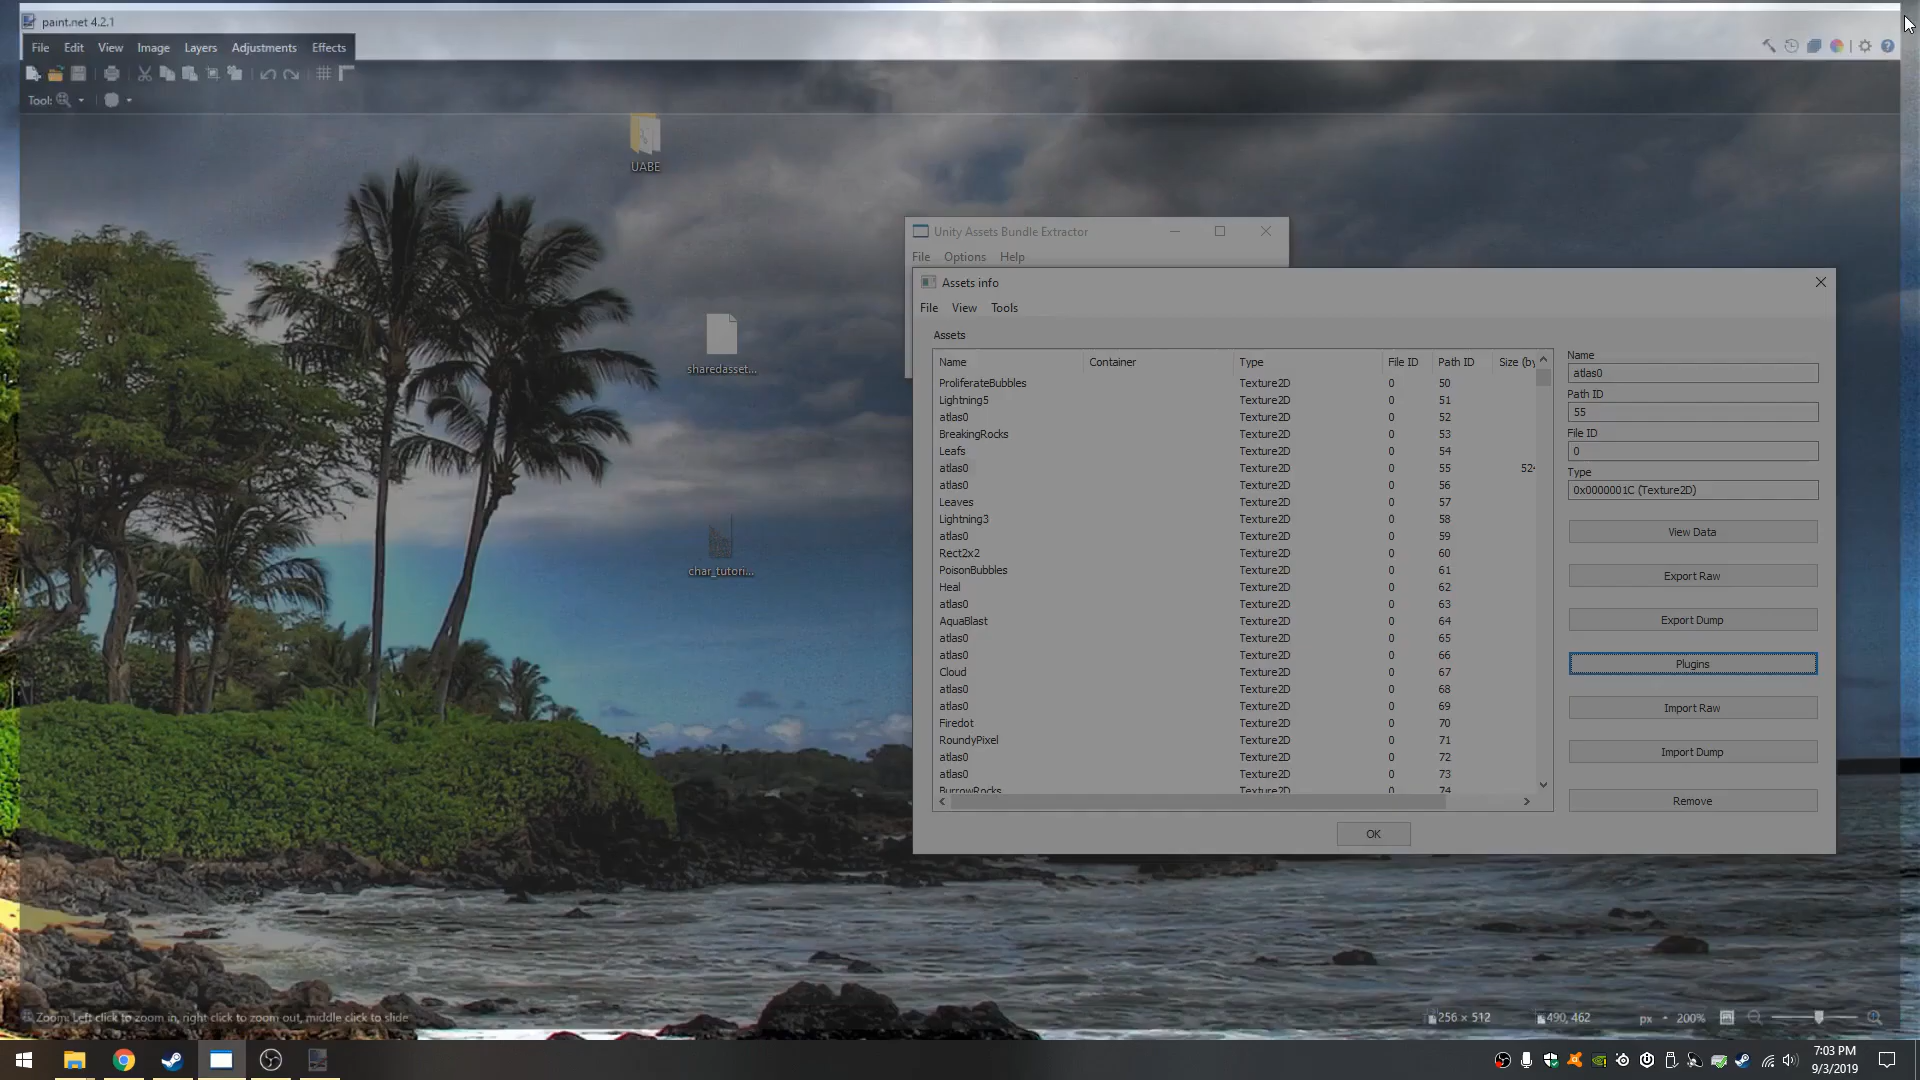 paint.net 4.2.1
File Edit View Image Layers Adjustments Effects
Tool:
UABE
sharedasset...
char_tutori...
Unity Assets Bundle Extractor
File Options Help
Assets info
File View Tools
Assets
Name Container Type File ID Path ID Size (by
ProliferateBubbles Texture2D 0 50
Lightning5 Texture2D 0 51
atlas0 Texture2D 0 52
BreakingRocks Texture2D 0 53
Leafs Texture2D 0 54
atlas0 Texture2D 0 55 524
atlas0 Texture2D 0 56
Leaves Texture2D 0 57
Lightning3 Texture2D 0 58
atlas0 Texture2D 0 59
Rect2x2 Texture2D 0 60
PoisonBubbles Texture2D 0 61
Heal Texture2D 0 62
atlas0 Texture2D 0 63
AquaBlast Texture2D 0 64
atlas0 Texture2D 0 65
atlas0 Texture2D 0 66
Cloud Texture2D 0 67
atlas0 Texture2D 0 68
atlas0 Texture2D 0 69
Firedot Texture2D 0 70
RoundyPixel Texture2D 0 71
atlas0 Texture2D 0 72
atlas0 Texture2D 0 73
BurrowRocks Texture2D 0 74
Name
atlas0
Path ID
55
File ID
0
Type
0x0000001C (Texture2D)
View Data
Export Raw
Export Dump
Plugins
Import Raw
Import Dump
Remove
OK
Zoom: Left click to zoom in, right click to zoom out, middle click to slide
256 × 512 490, 462 px 200%
7:03 PM
9/3/2019